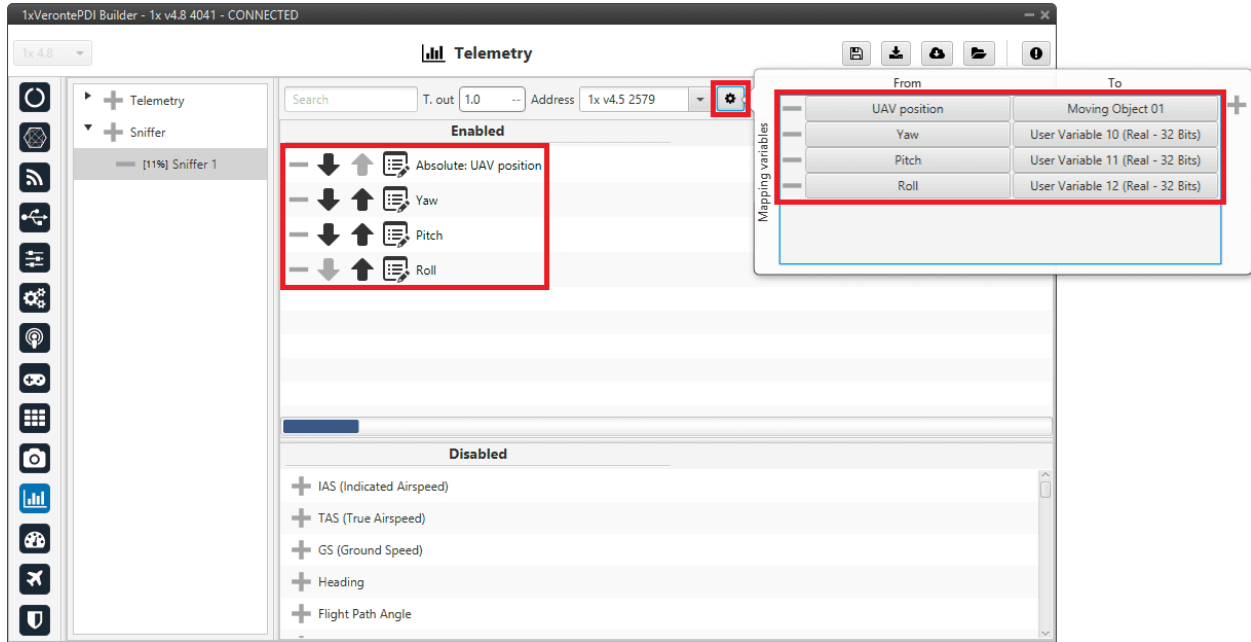 1xVerontePDI Builder - 1x v4.8 4041 - CONNECTED
1x 4.8
Telemetry
Telemetry
Sniffer
[11%] Sniffer 1
Search T. out 1.0 -- Address 1x v4.5 2579
Enabled
Absolute: UAV position
Yaw
Pitch
Roll
Disabled
IAS (Indicated Airspeed)
TAS (True Airspeed)
GS (Ground Speed)
Heading
Flight Path Angle
Mapping variables
From To
UAV position Moving Object 01
Yaw User Variable 10 (Real - 32 Bits)
Pitch User Variable 11 (Real - 32 Bits)
Roll User Variable 12 (Real - 32 Bits)